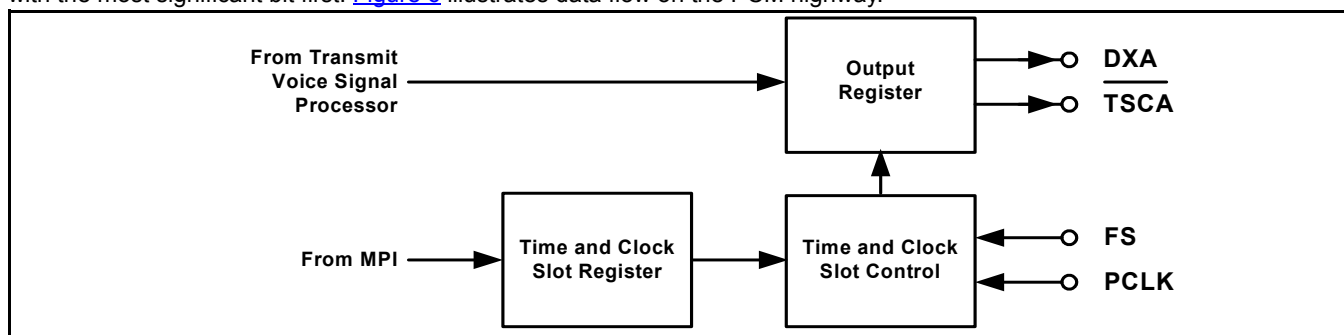 with the most significant bit first. Figure 6 illustrates data flow on the PCM highway.
From Transmit
Voice Signal
Processor
Output
Register
DXA
TSCA
From MPI
Time and Clock
Slot Register
Time and Clock
Slot Control
FS
PCLK